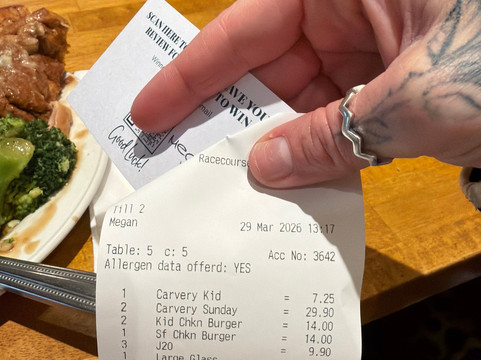 SCAN HERE TO
REVIEW FO
AVE YOU
TO WIN
mail
Good luck!
Racecourse
Till 2
Megan
29 Mar 2026 13:17
Table: 5 c: 5
Acc No: 3642
Allergen data offerd: YES
1 Carvery Kid = 7.25
2 Carvery Sunday = 29.90
2 Kid Chkn Burger = 14.00
1 Sf Chkn Burger = 14.00
3 J20 = 9.90
1 Large Glass